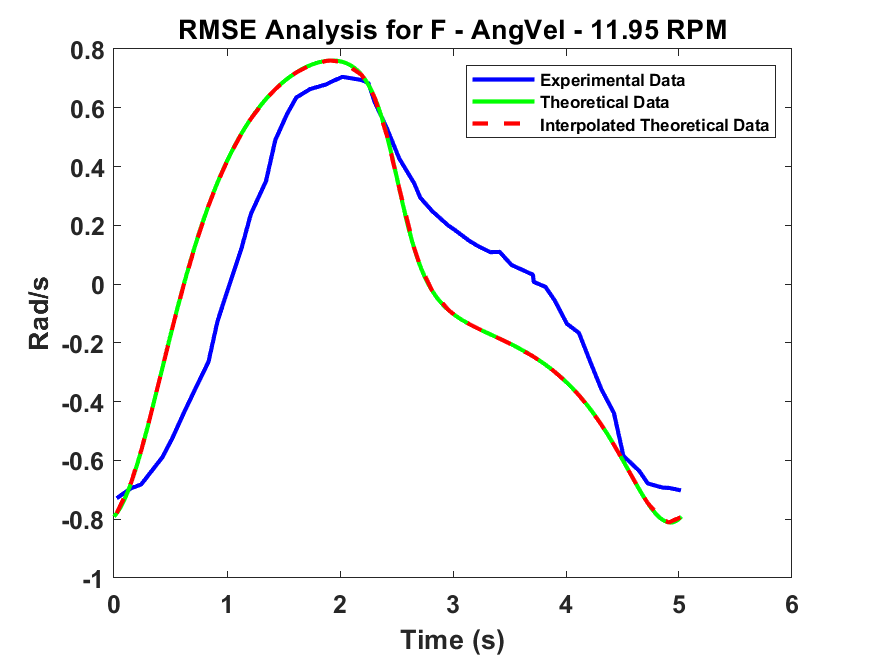 RMSE Analysis for F - AngVel - 11.95 RPM
Experimental Data
Theoretical Data
Interpolated Theoretical Data
Rad/s
0.8
0.6
0.4
0.2
0
-0.2
-0.4
-0.6
-0.8
-1
0 1 2 3 4 5 6
Time (s)